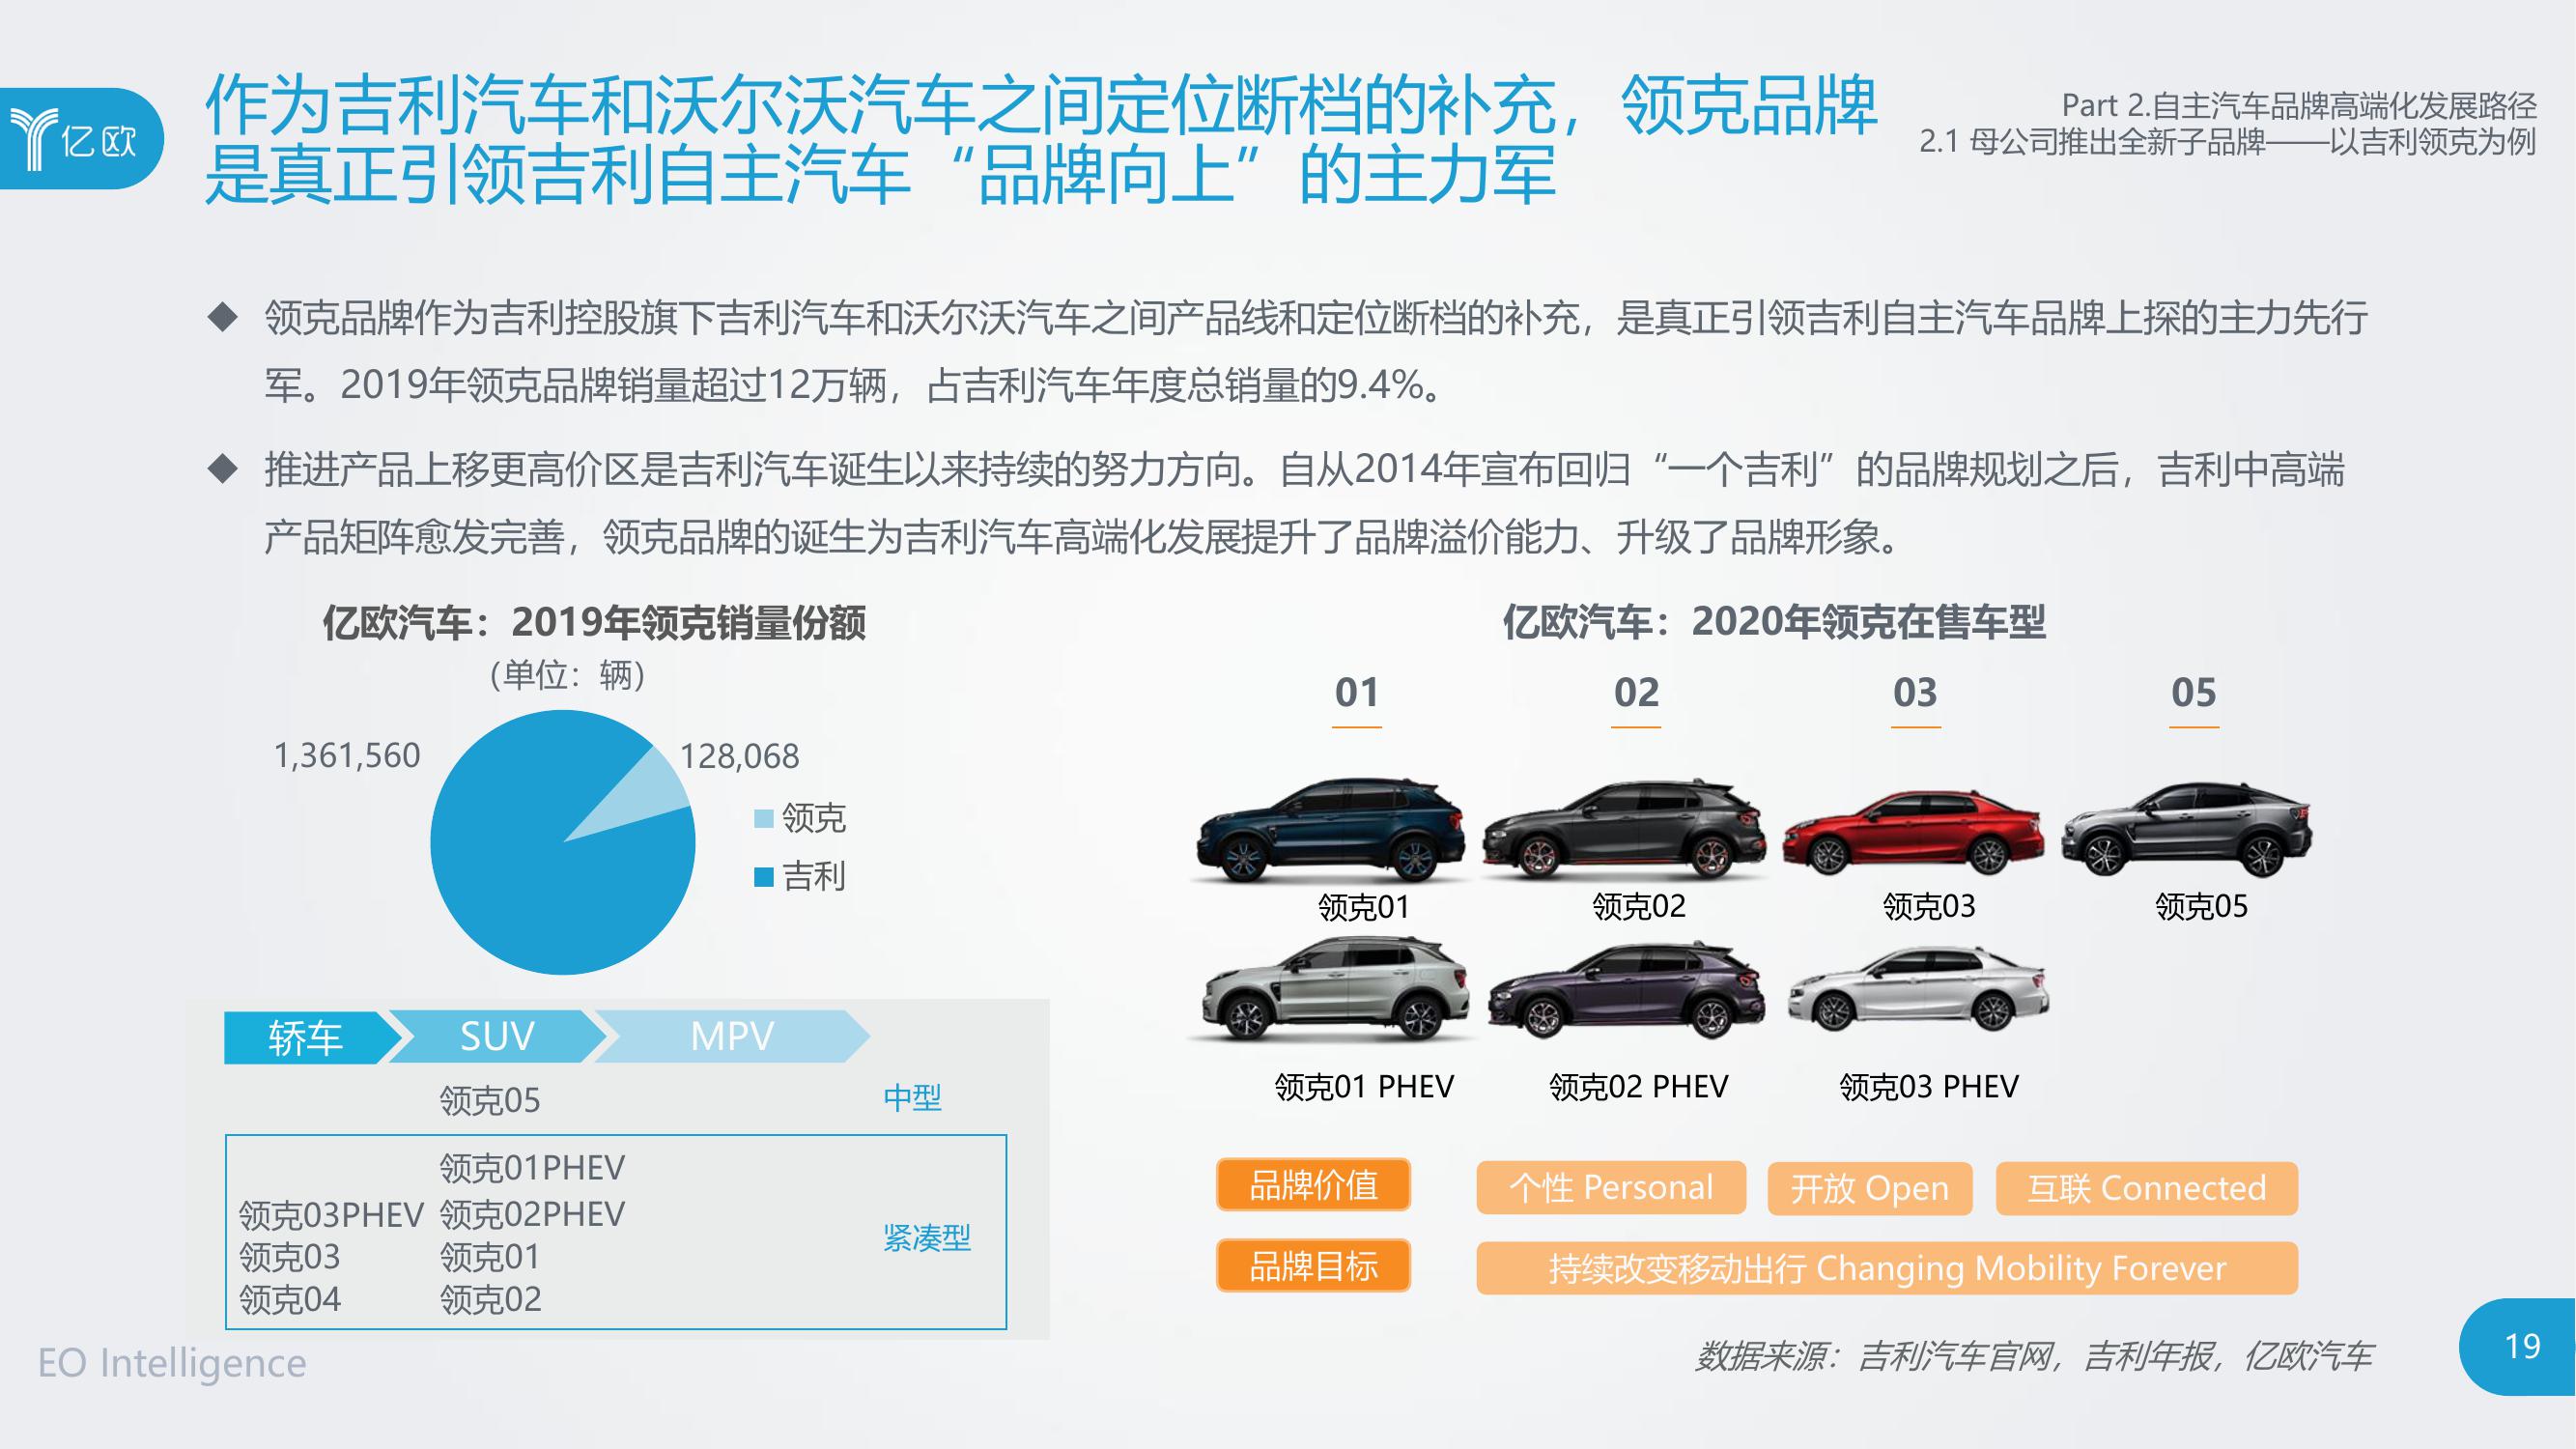 亿欧
作为吉利汽车和沃尔沃汽车之间定位断档的补充，领克品牌
是真正引领吉利自主汽车“品牌向上”的主力军
Part 2.自主汽车品牌高端化发展路径
2.1 母公司推出全新子品牌——以吉利领克为例
◆ 领克品牌作为吉利控股旗下吉利汽车和沃尔沃汽车之间产品线和定位断档的补充，是真正引领吉利自主汽车品牌上探的主力先行
军。2019年领克品牌销量超过12万辆，占吉利汽车年度总销量的9.4%。
◆ 推进产品上移更高价区是吉利汽车诞生以来持续的努力方向。自从2014年宣布回归“一个吉利”的品牌规划之后，吉利中高端
产品矩阵愈发完善，领克品牌的诞生为吉利汽车高端化发展提升了品牌溢价能力、升级了品牌形象。
亿欧汽车：2019年领克销量份额
（单位：辆）
1,361,560
128,068
领克
吉利
轿车 SUV MPV
领克05 中型
领克01PHEV
领克03PHEV 领克02PHEV
紧凑型
领克03 领克01
领克04 领克02
亿欧汽车：2020年领克在售车型
01 02 03 05
领克01 领克02 领克03 领克05
领克01 PHEV 领克02 PHEV 领克03 PHEV
品牌价值 个性 Personal 开放 Open 互联 Connected
品牌目标 持续改变移动出行 Changing Mobility Forever
数据来源：吉利汽车官网，吉利年报，亿欧汽车
EO Intelligence
19